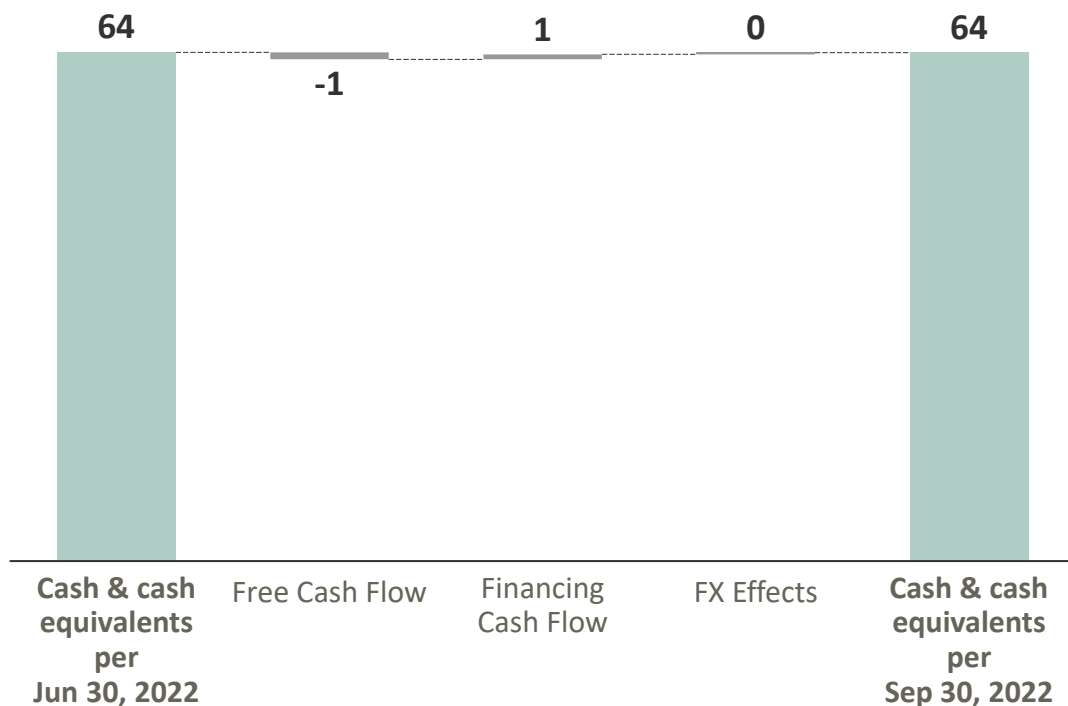 64
-1
1
0
64
Cash & cash
equivalents
per
Jun 30, 2022
Free Cash Flow
Financing
Cash Flow
FX Effects
Cash & cash
equivalents
per
Sep 30, 2022